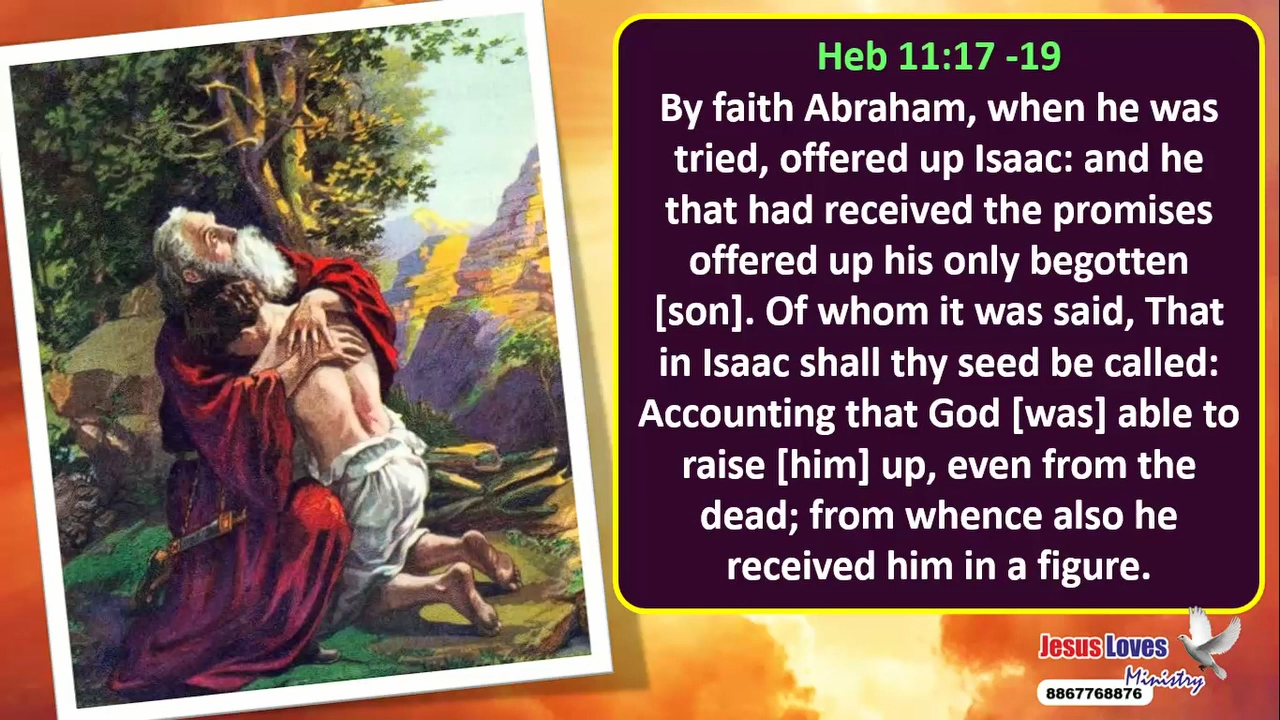 Heb 11:17 -19
By faith Abraham, when he was
tried, offered up Isaac: and he
that had received the promises
offered up his only begotten
[son]. Of whom it was said, That
in Isaac shall thy seed be called:
Accounting that God [was] able to
raise [him] up, even from the
dead; from whence also he
received him in a figure.
Jesus Loves
Ministry
8867768876